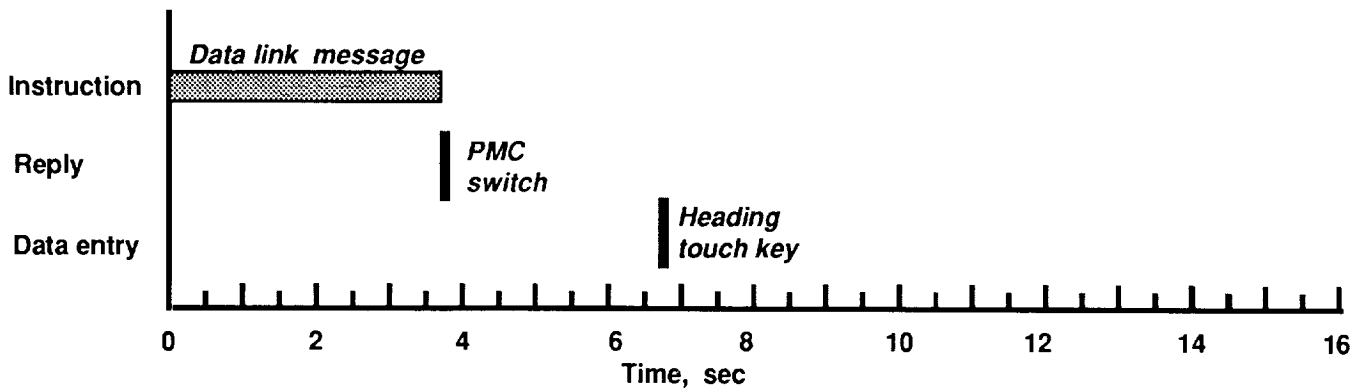 Data link message
Instruction
Reply
PMC
switch
Data entry
Heading
touch key
0 2 4 6 8 10 12 14 16
Time, sec